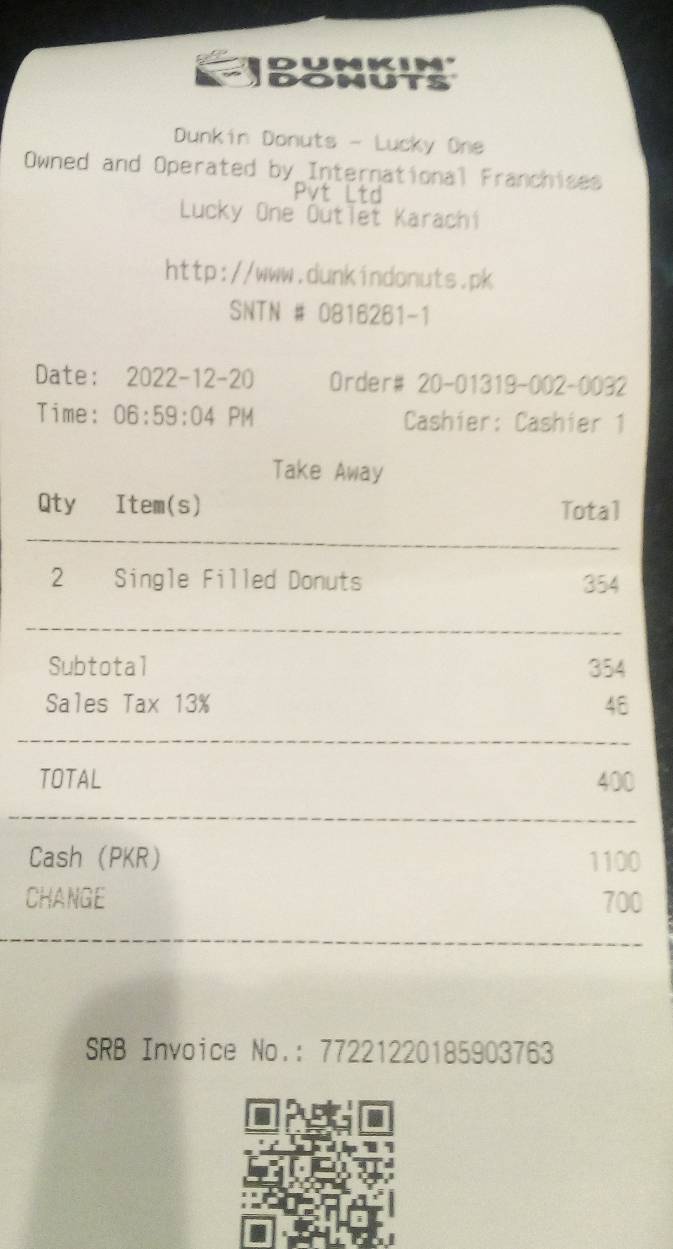 DUNKIN'
DONUTS
Dunkin Donuts - Lucky One
Owned and Operated by International Franchises
Pvt Ltd
Lucky One Outlet Karachi
http://www.dunkindonuts.pk
SNTN # 0816261-1
Date: 2022-12-20 Order# 20-01319-002-0092
Time: 06:59:04 PM Cashier: Cashier 1
Take Away
Qty Item(s) Total
2 Single Filled Donuts 354
Subtotal 354
Sales Tax 13% 46
TOTAL 400
Cash (PKR) 1100
CHANGE 700
SRB Invoice No.: 77221220185903763